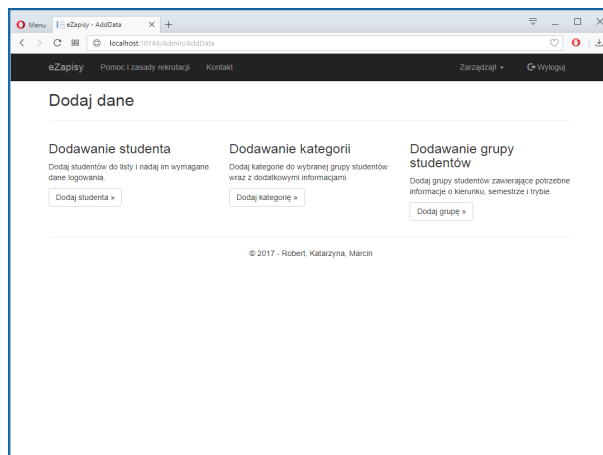 Menu
eZapisy - AddData
localhost:10144/Admin/AddData
eZapisy Pomoc i zasady rekrutacji Kontakt Zarządzaj! Wyloguj
Dodaj dane
Dodawanie studenta
Dodaj studentów do listy i nadaj im wymagane
dane logowania.
Dodaj studenta »
Dodawanie kategorii
Dodaj kategorie do wybranej grupy studentów
wraz z dodatkowymi informacjami.
Dodaj kategorię »
Dodawanie grupy
studentów
Dodaj grupy studentów zawierające potrzebne
informacje o kierunku, semestrze i trybie.
Dodaj grupę »
© 2017 - Robert, Katarzyna, Marcin